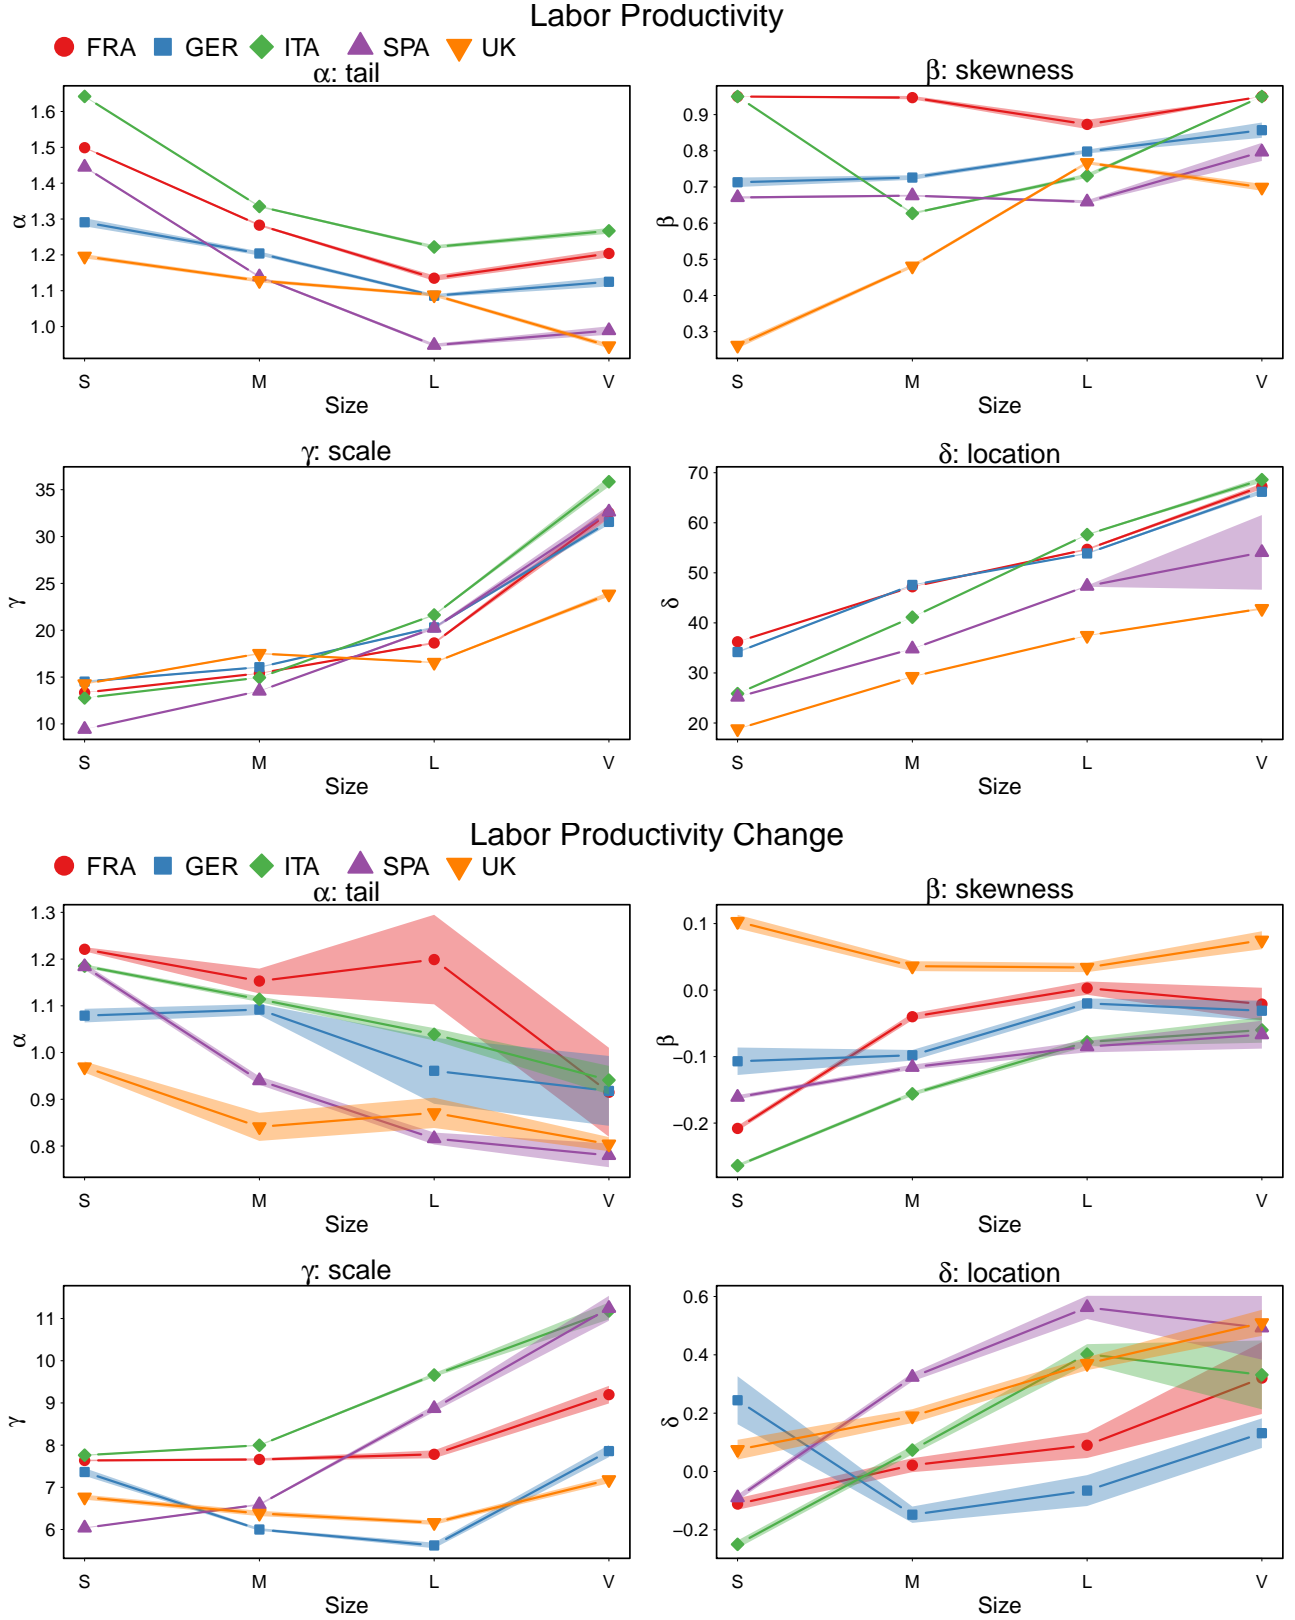 Labor Productivity
FRA GER ITA SPA UK
α: tail
1.6
1.5
1.4
1.3
1.2
1.1
1.0
α
S M L V
Size
β: skewness
0.9
0.8
0.7
0.6
0.5
0.4
0.3
β
S M L V
Size
γ: scale
35
30
25
20
15
10
γ
S M L V
Size
δ: location
70
60
50
40
30
20
δ
S M L V
Size
Labor Productivity Change
FRA GER ITA SPA UK
α: tail
1.3
1.2
1.1
1.0
0.9
0.8
α
S M L V
Size
β: skewness
0.1
0.0
−0.1
−0.2
β
S M L V
Size
γ: scale
11
10
9
8
7
6
γ
S M L V
Size
δ: location
0.6
0.4
0.2
0.0
−0.2
δ
S M L V
Size